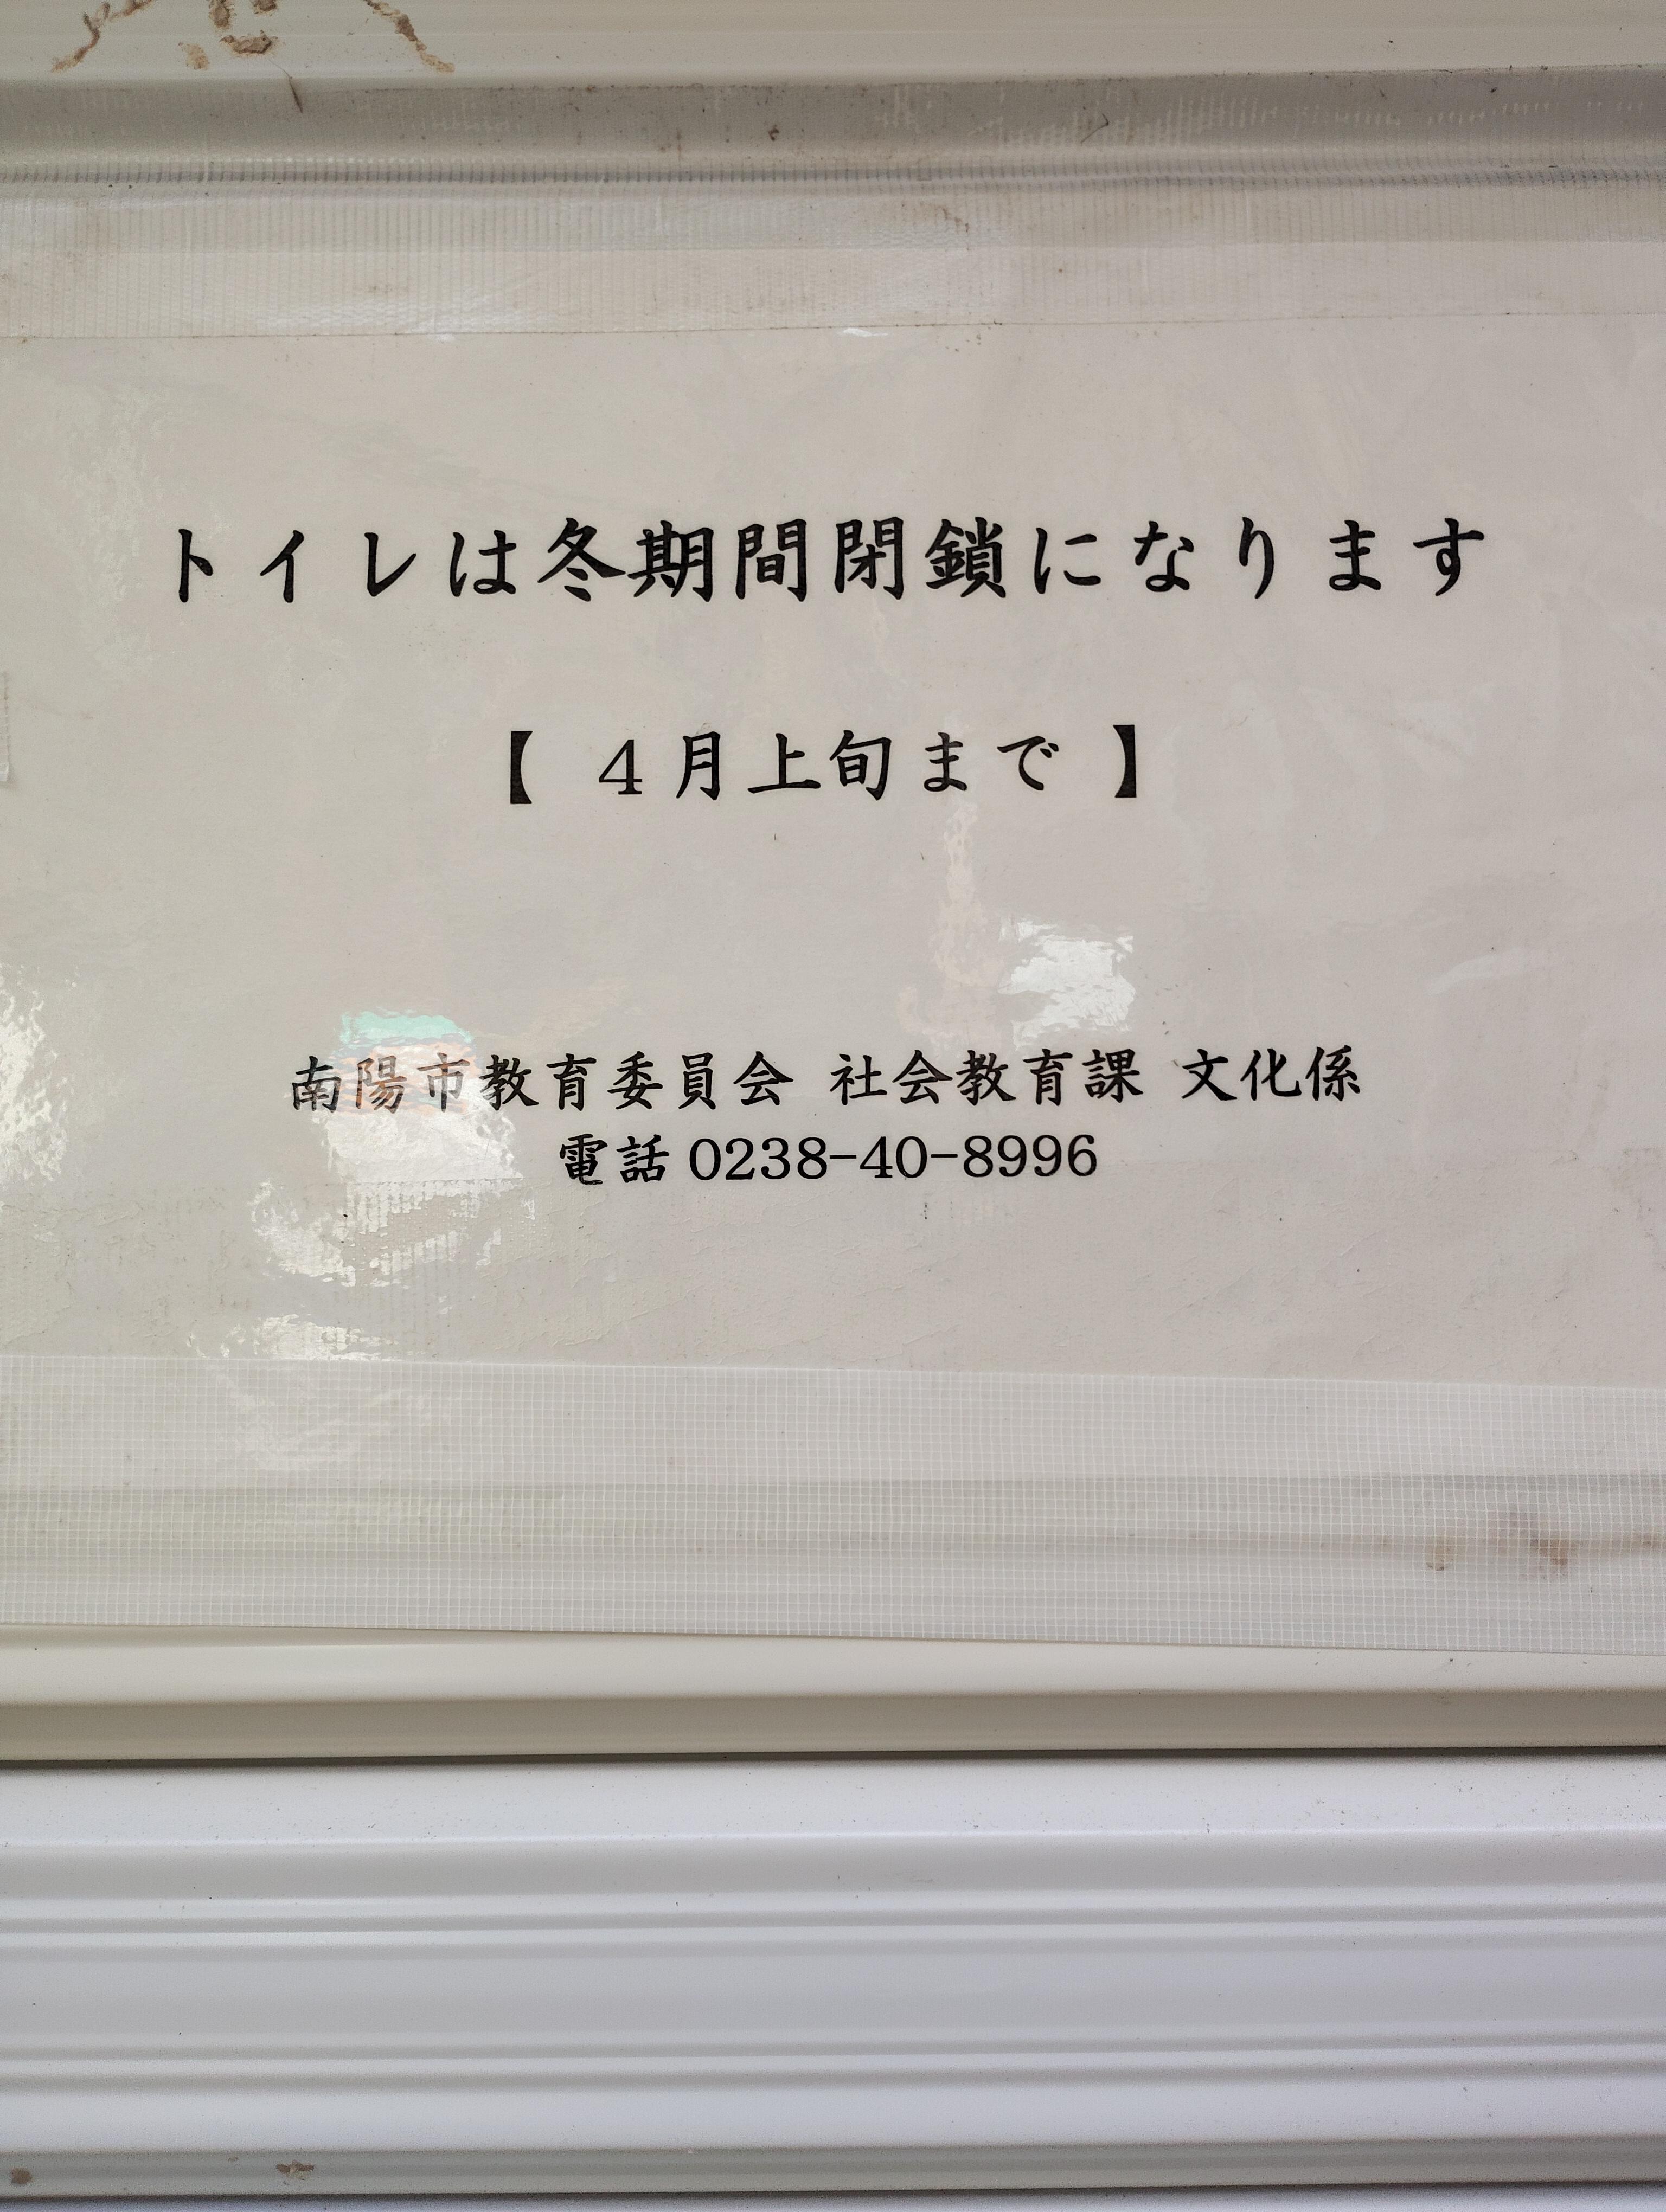 トイレは冬期間閉鎖になります
【 4月上旬まで 】
南陽市教育委員会 社会教育課 文化係
電話 0238-40-8996